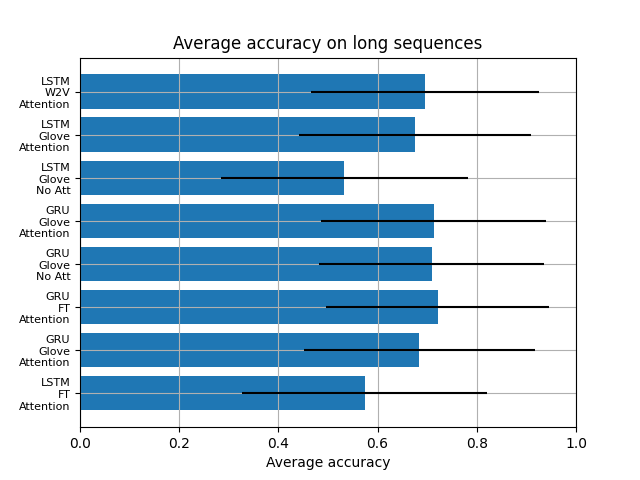 Average accuracy on long sequences
LSTM
W2V
Attention
LSTM
Glove
Attention
LSTM
Glove
No Att
GRU
Glove
Attention
GRU
Glove
No Att
GRU
FT
Attention
GRU
Glove
Attention
LSTM
FT
Attention
0.0 0.2 0.4 0.6 0.8 1.0
Average accuracy